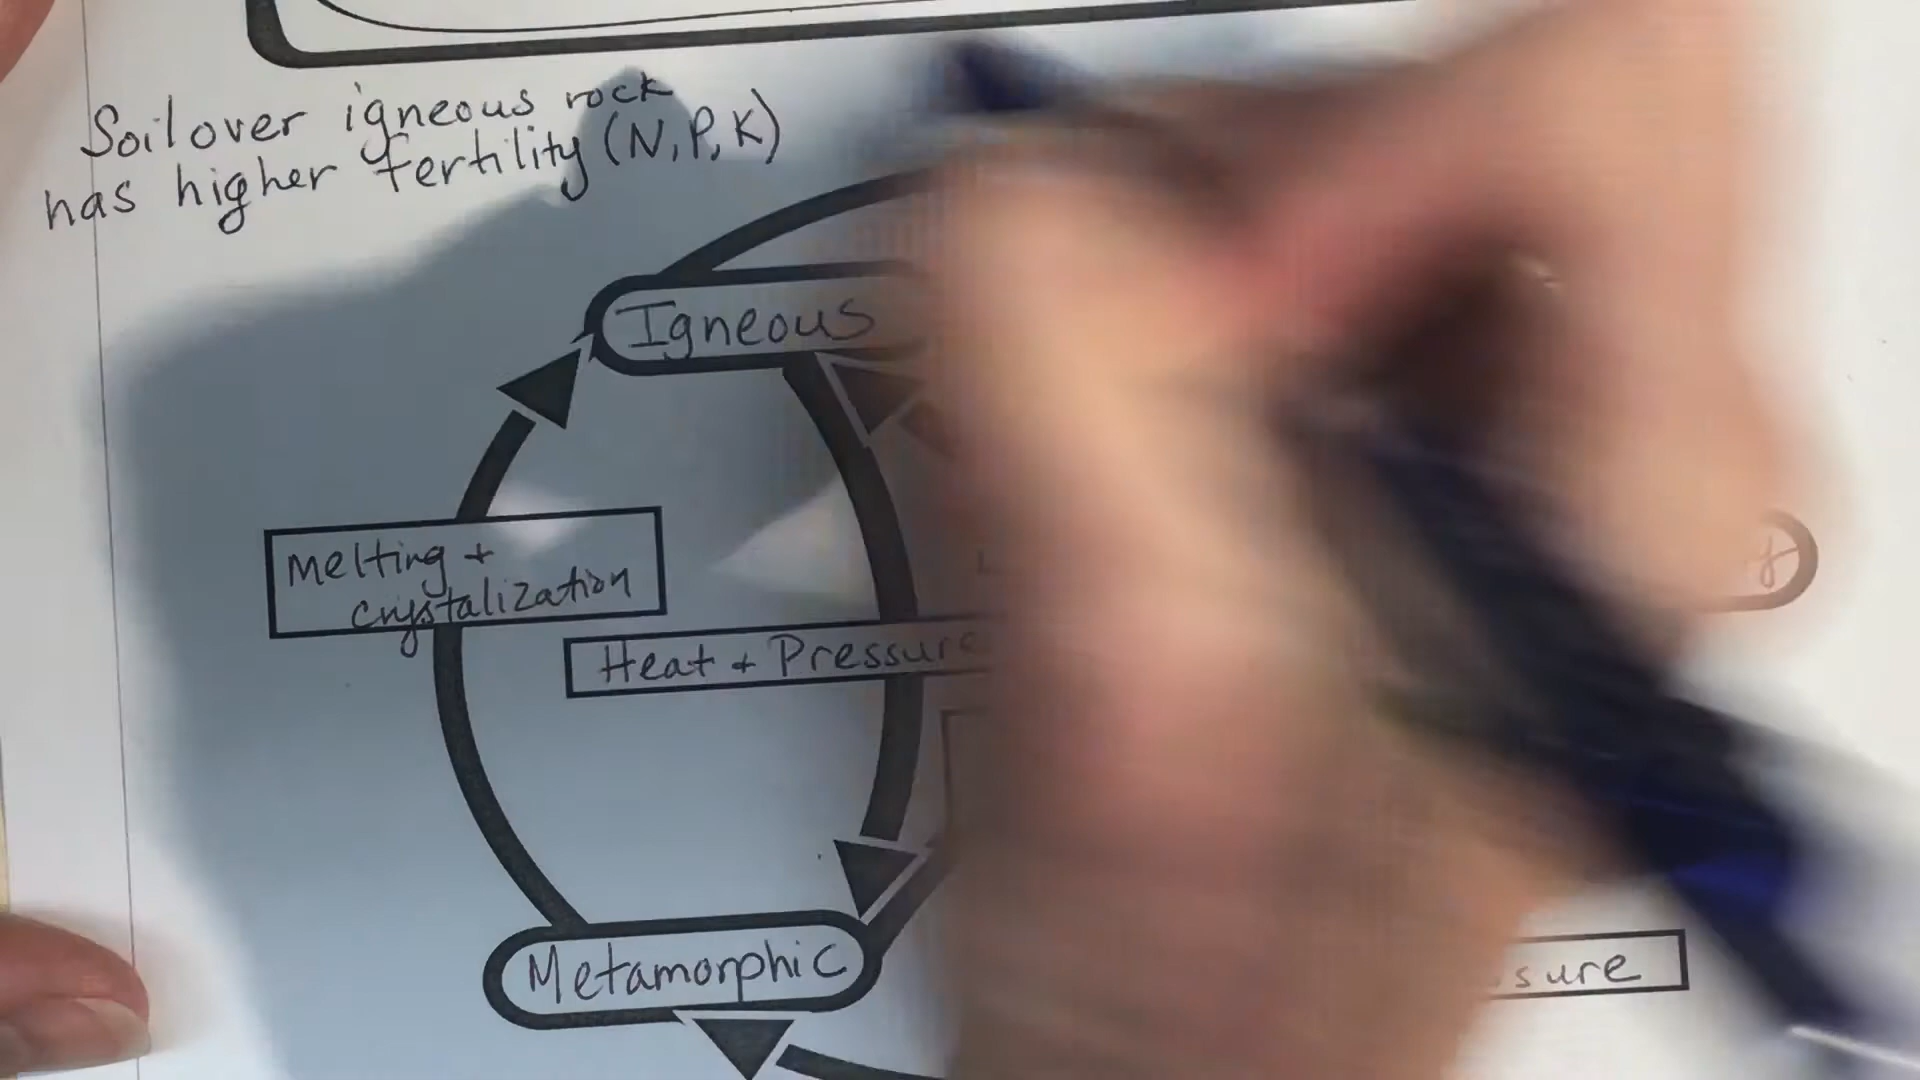 Soil over igneous rock
has higher fertility (N, P, K)
Igneous
Melting +
crystalization
Heat + Pressure
Metamorphic